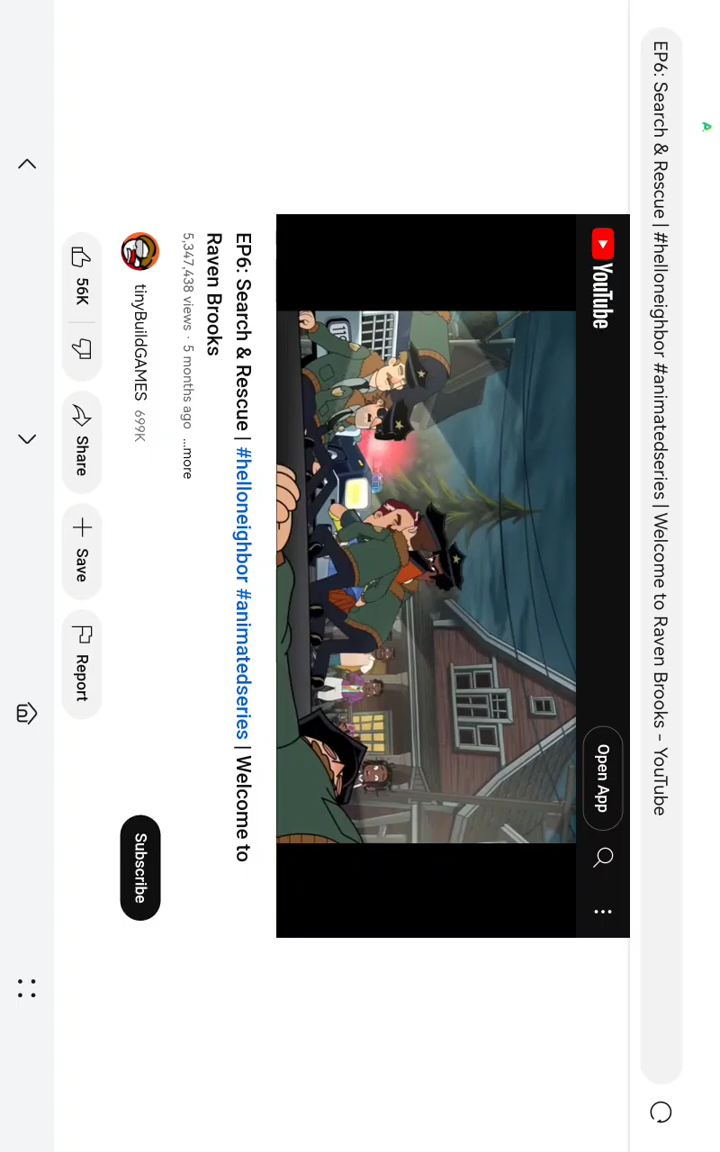 EP6: Search & Rescue | #helloneighbor #animatedseries | Welcome to Raven Brooks - YouTube
YouTube
Open App
EP6: Search & Rescue | #helloneighbor #animatedseries | Welcome to
Raven Brooks
5,347,438 views · 5 months ago ...more
tinyBuildGAMES 699K
Subscribe
56K
Share
Save
Report